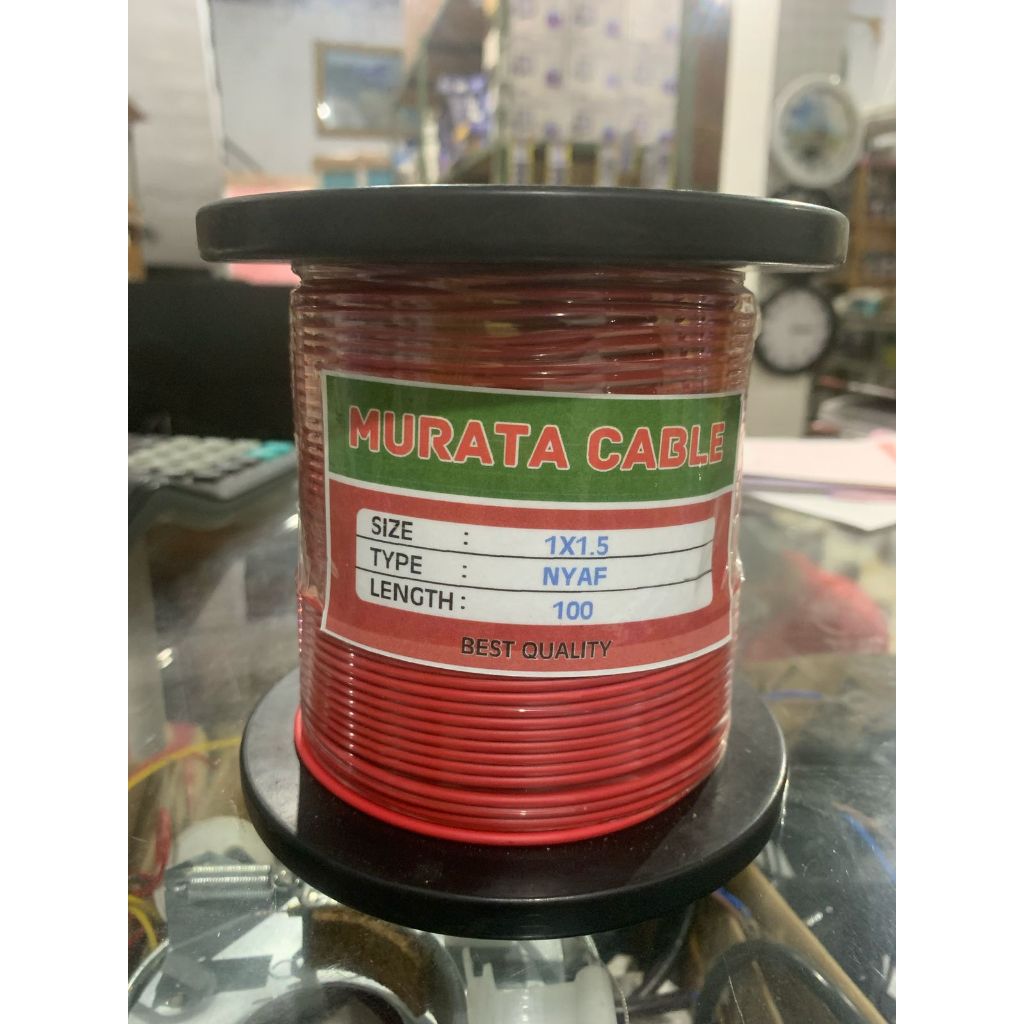 MURATA CABLE
SIZE : 1X1.5
TYPE : NYAF
LENGTH : 100
BEST QUALITY